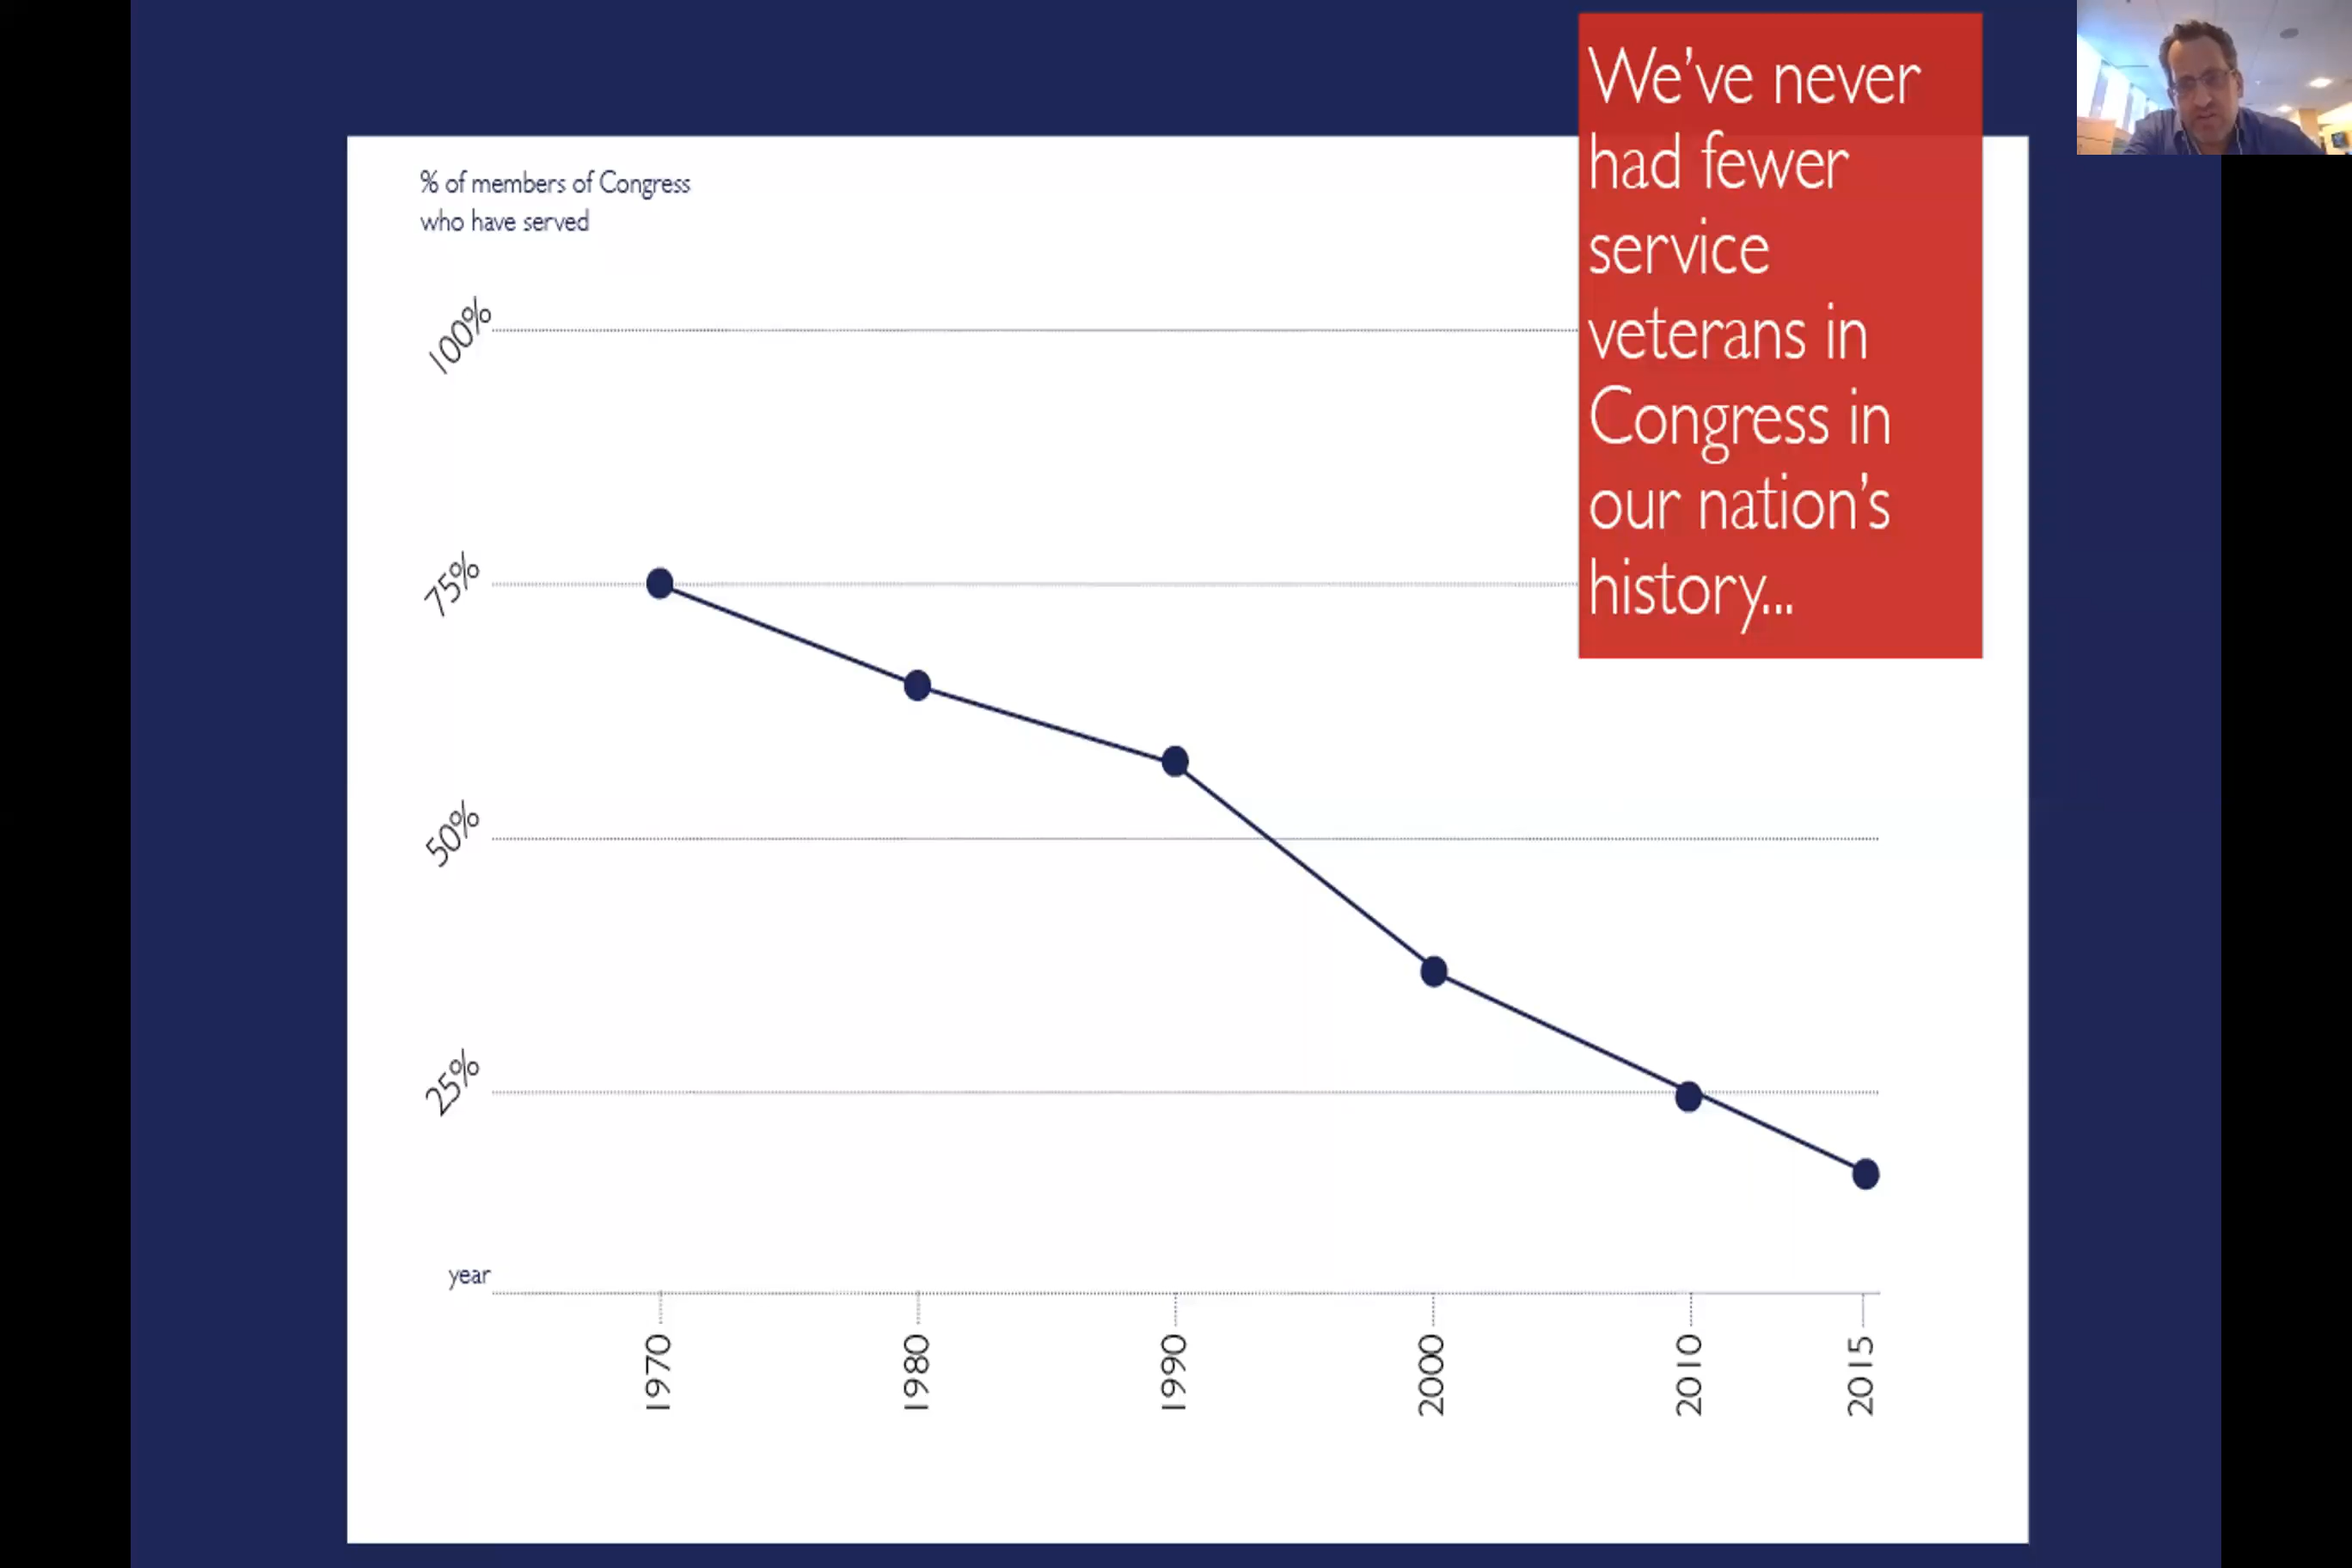 We've never
had fewer
service
veterans in
Congress in
our nation's
history...
% of members of Congress
who have served
100%
75%
50%
25%
year
1970
1980
1990
2000
2010
2015